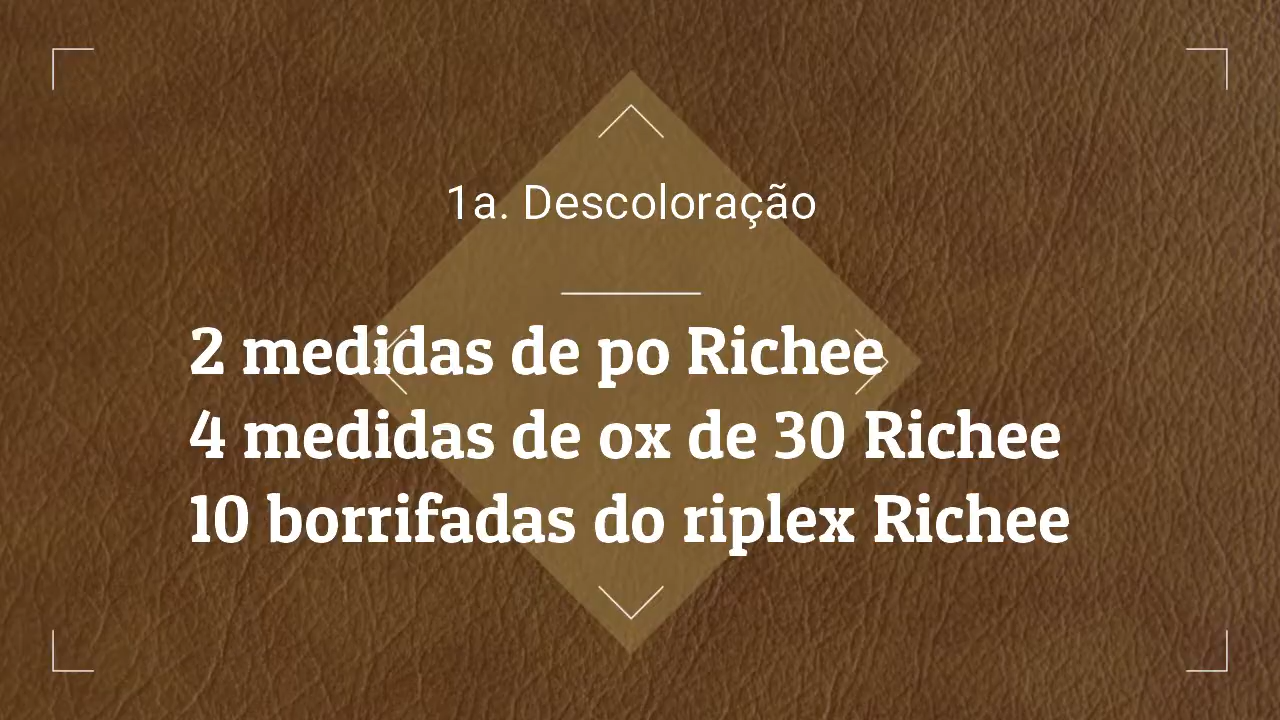 1a. Descoloração
2 medidas de po Richee
4 medidas de ox de 30 Richee
10 borrifadas do riplex Richee